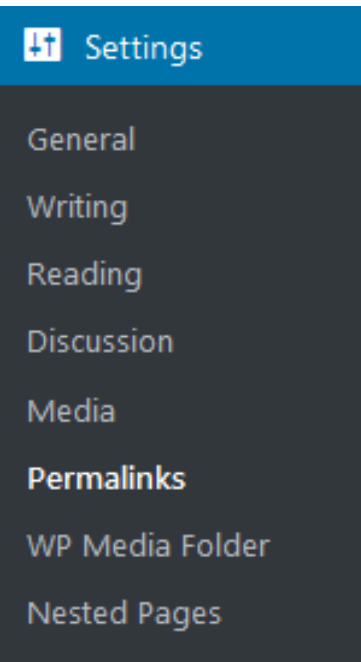 Settings
General
Writing
Reading
Discussion
Media
Permalinks
WP Media Folder
Nested Pages